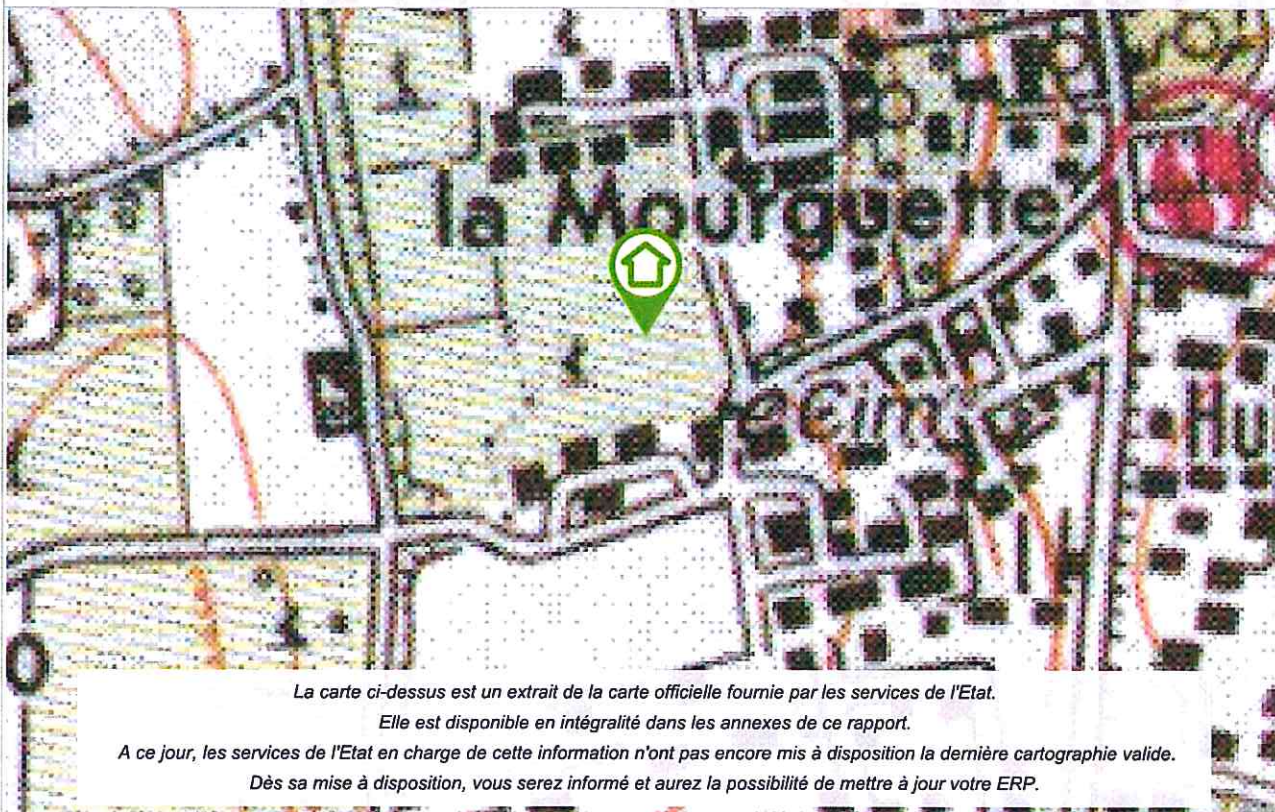 la Mourguette
Cim^re
Hu
La carte ci-dessus est un extrait de la carte officielle fournie par les services de l'Etat.
Elle est disponible en intégralité dans les annexes de ce rapport.
A ce jour, les services de l'Etat en charge de cette information n'ont pas encore mis à disposition la dernière cartographie valide.
Dès sa mise à disposition, vous serez informé et aurez la possibilité de mettre à jour votre ERP.